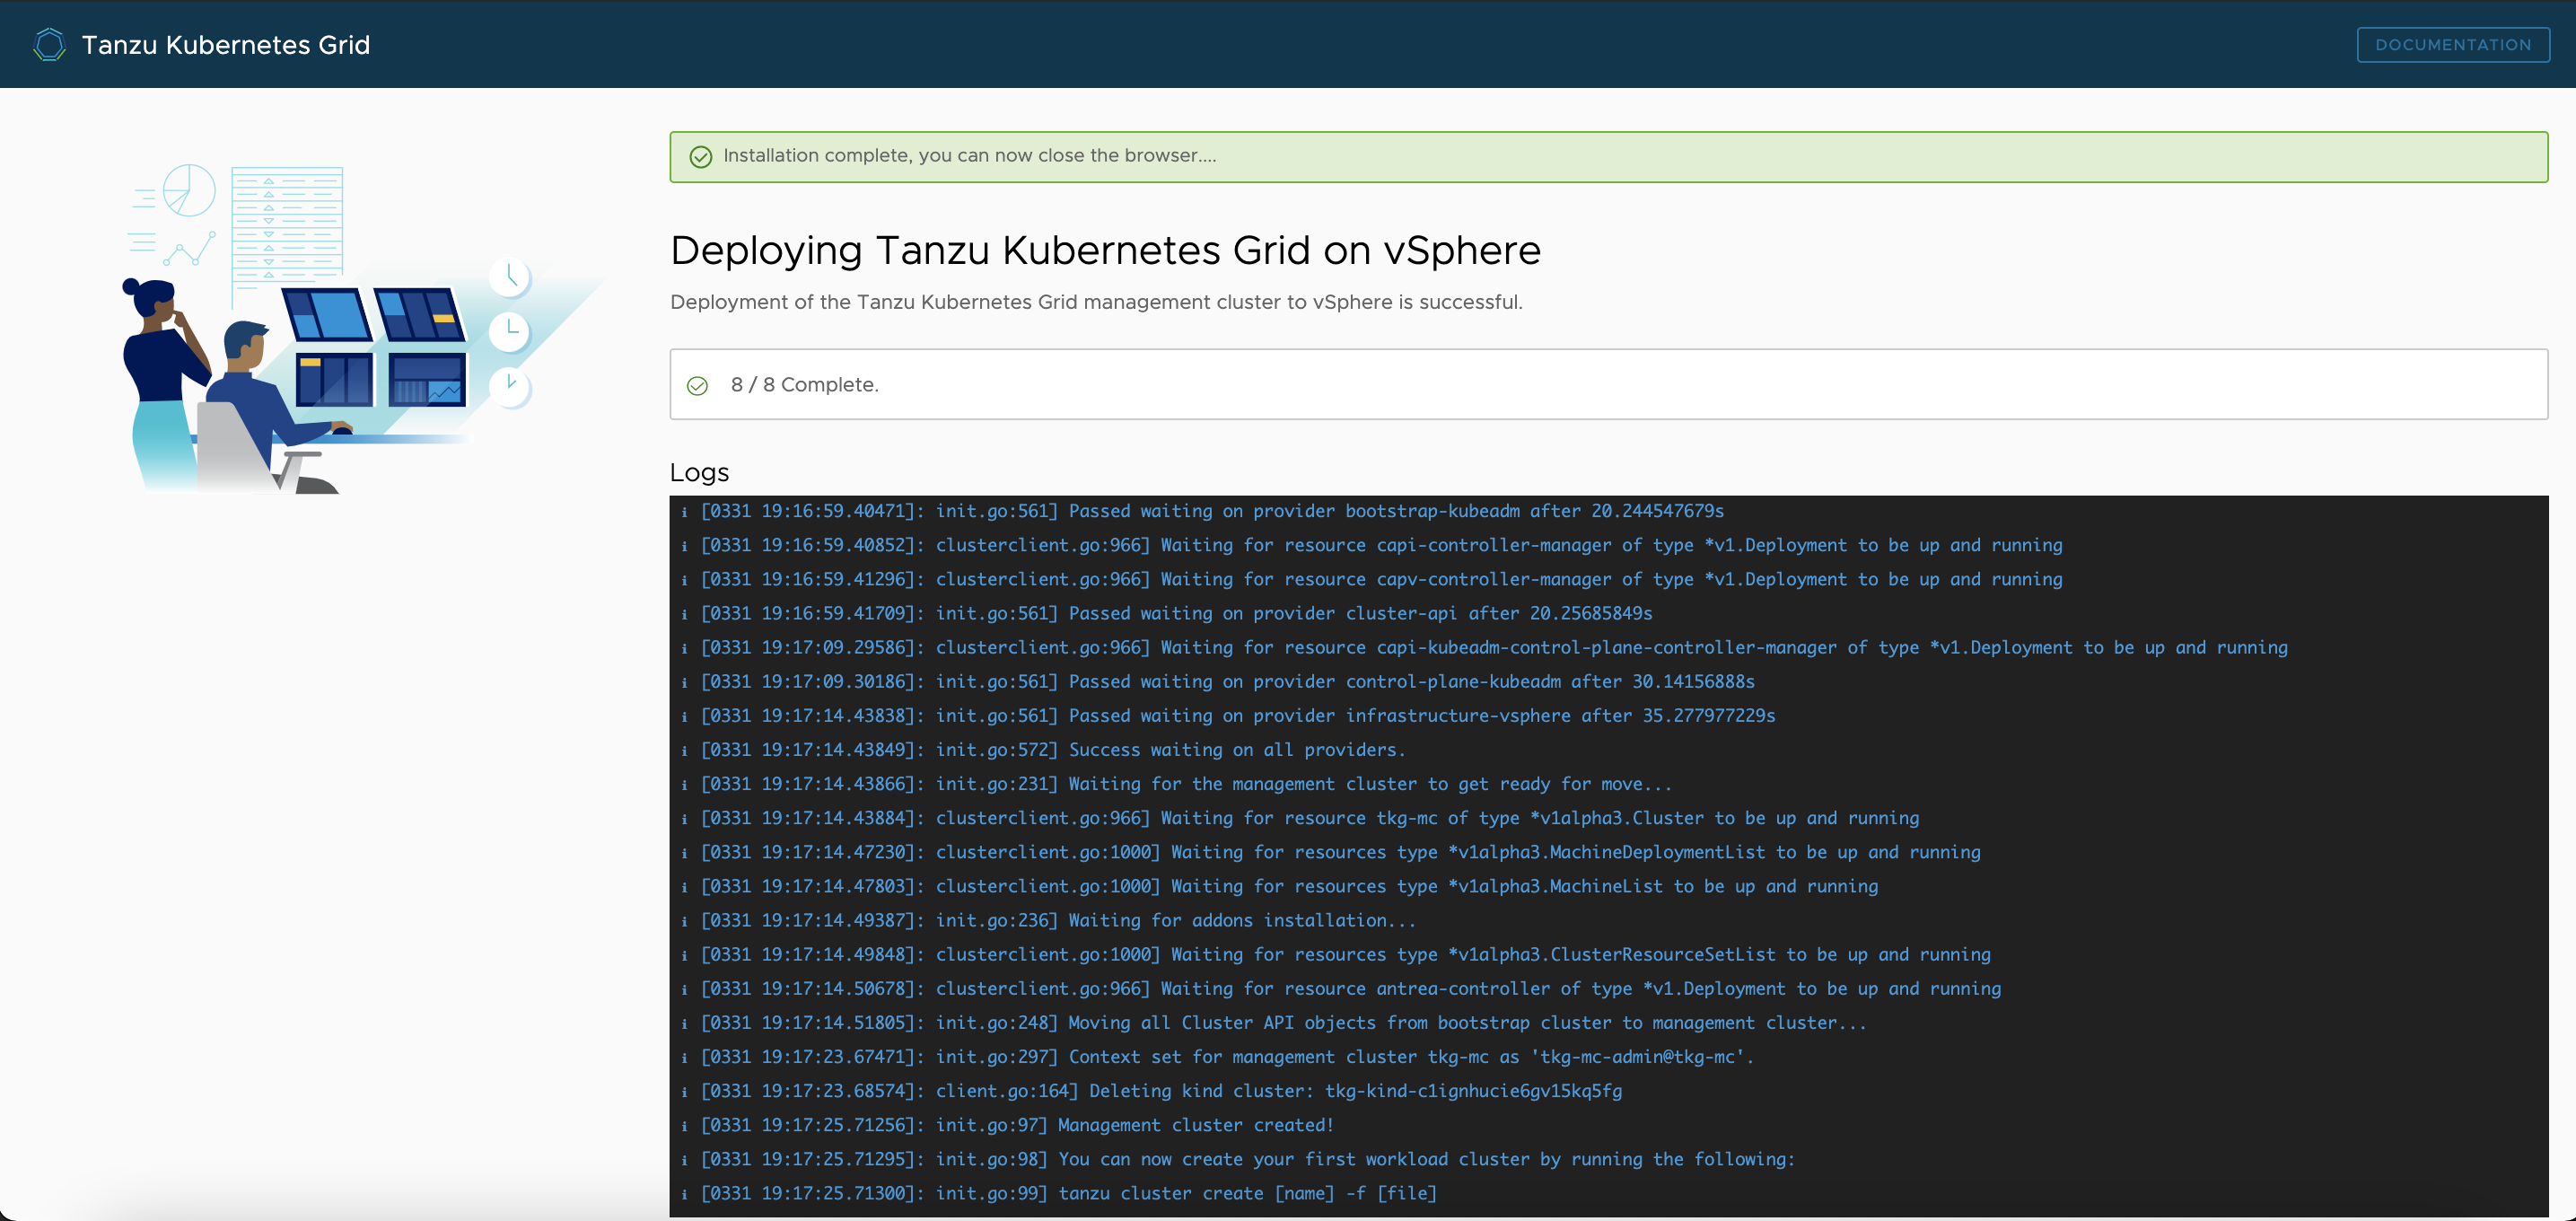 Tanzu Kubernetes Grid
DOCUMENTATION
Installation complete, you can now close the browser....
Deploying Tanzu Kubernetes Grid on vSphere
Deployment of the Tanzu Kubernetes Grid management cluster to vSphere is successful.
8 / 8 Complete.
Logs
i [0331 19:16:59.40471]: init.go:561] Passed waiting on provider bootstrap-kubeadm after 20.244547679s
i [0331 19:16:59.40852]: clusterclient.go:966] Waiting for resource capi-controller-manager of type *v1.Deployment to be up and running
i [0331 19:16:59.41296]: clusterclient.go:966] Waiting for resource capv-controller-manager of type *v1.Deployment to be up and running
i [0331 19:16:59.41709]: init.go:561] Passed waiting on provider cluster-api after 20.25685849s
i [0331 19:17:09.29586]: clusterclient.go:966] Waiting for resource capi-kubeadm-control-plane-controller-manager of type *v1.Deployment to be up and running
i [0331 19:17:09.30186]: init.go:561] Passed waiting on provider control-plane-kubeadm after 30.14156888s
i [0331 19:17:14.43838]: init.go:561] Passed waiting on provider infrastructure-vsphere after 35.277977229s
i [0331 19:17:14.43849]: init.go:572] Success waiting on all providers.
i [0331 19:17:14.43866]: init.go:231] Waiting for the management cluster to get ready for move...
i [0331 19:17:14.43884]: clusterclient.go:966] Waiting for resource tkg-mc of type *v1alpha3.Cluster to be up and running
i [0331 19:17:14.47230]: clusterclient.go:1000] Waiting for resources type *v1alpha3.MachineDeploymentList to be up and running
i [0331 19:17:14.47803]: clusterclient.go:1000] Waiting for resources type *v1alpha3.MachineList to be up and running
i [0331 19:17:14.49387]: init.go:236] Waiting for addons installation...
i [0331 19:17:14.49848]: clusterclient.go:1000] Waiting for resources type *v1alpha3.ClusterResourceSetList to be up and running
i [0331 19:17:14.50678]: clusterclient.go:966] Waiting for resource antrea-controller of type *v1.Deployment to be up and running
i [0331 19:17:14.51805]: init.go:248] Moving all Cluster API objects from bootstrap cluster to management cluster...
i [0331 19:17:23.67471]: init.go:297] Context set for management cluster tkg-mc as 'tkg-mc-admin@tkg-mc'.
i [0331 19:17:23.68574]: client.go:164] Deleting kind cluster: tkg-kind-c1ignhucie6gv15kq5fg
i [0331 19:17:25.71256]: init.go:97] Management cluster created!
i [0331 19:17:25.71295]: init.go:98] You can now create your first workload cluster by running the following:
i [0331 19:17:25.71300]: init.go:99] tanzu cluster create [name] -f [file]